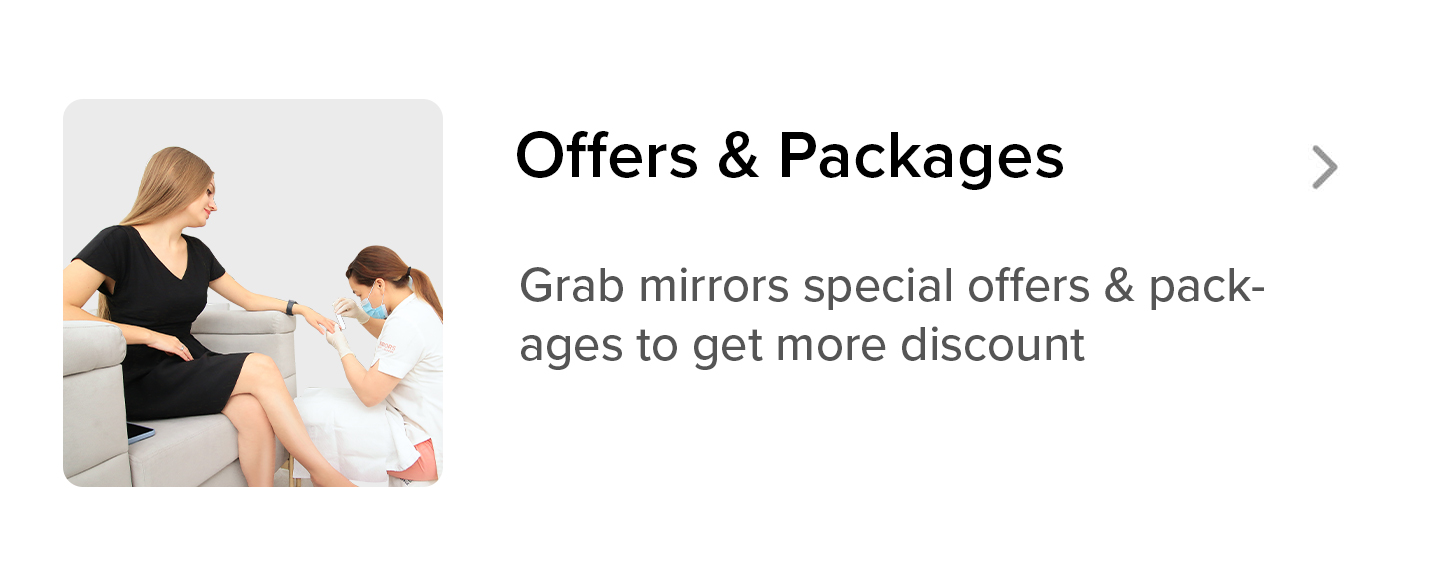 Offers & Packages
Grab mirrors special offers & pack-
ages to get more discount